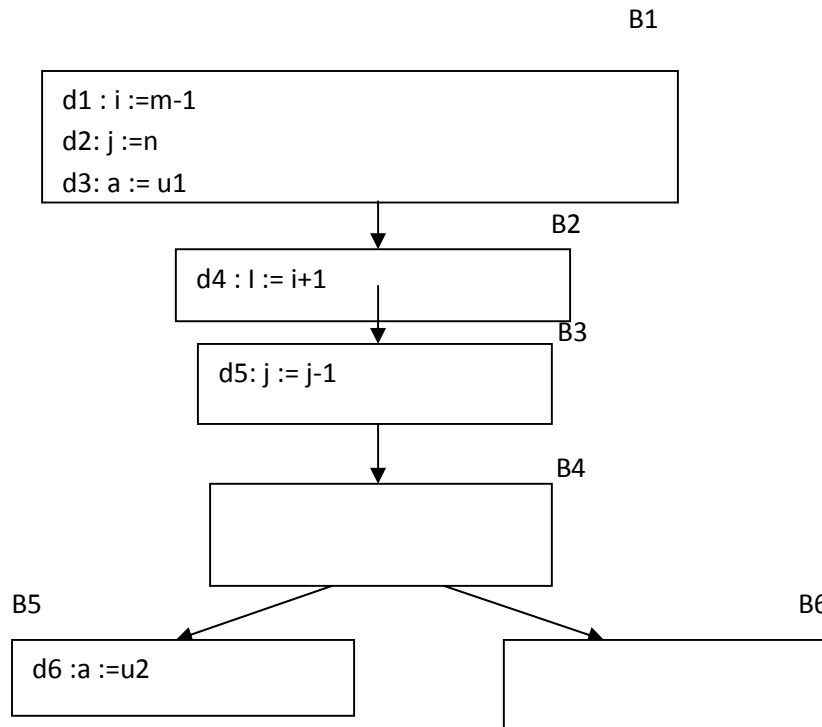 B1
d1 : i :=m-1
d2: j :=n
d3: a := u1
B2
d4 : I := i+1
B3
d5: j := j-1
B4
B5
B6
d6 :a :=u2